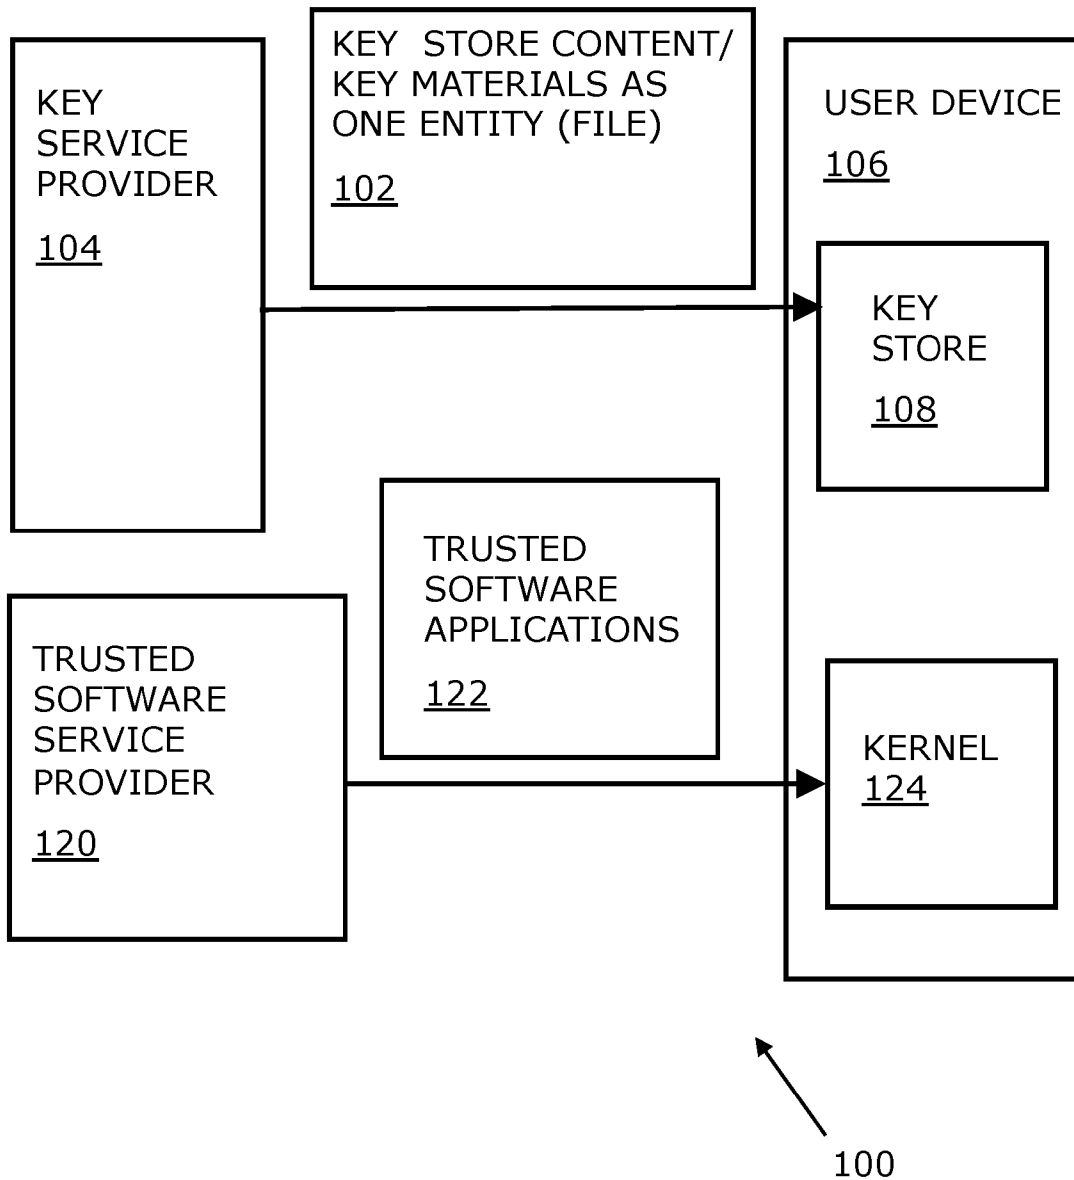 KEY STORE CONTENT/
KEY MATERIALS AS
ONE ENTITY (FILE)
102
KEY
SERVICE
PROVIDER
104
USER DEVICE
106
KEY
STORE
108
TRUSTED
SOFTWARE
APPLICATIONS
122
TRUSTED
SOFTWARE
SERVICE
PROVIDER
120
KERNEL
124
100